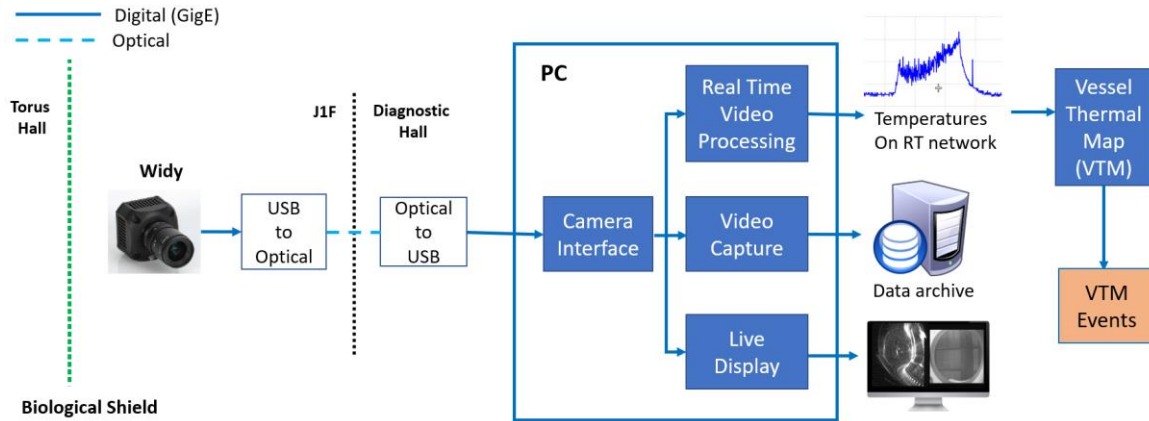 Digital (GigE)
Optical
Torus
Hall
J1F
Diagnostic
Hall
Widy
USB
to
Optical
Optical
to
USB
PC
Camera
Interface
Real Time
Video
Processing
Video
Capture
Live
Display
Temperatures
On RT network
Data archive
Vessel
Thermal
Map
(VTM)
VTM
Events
Biological Shield